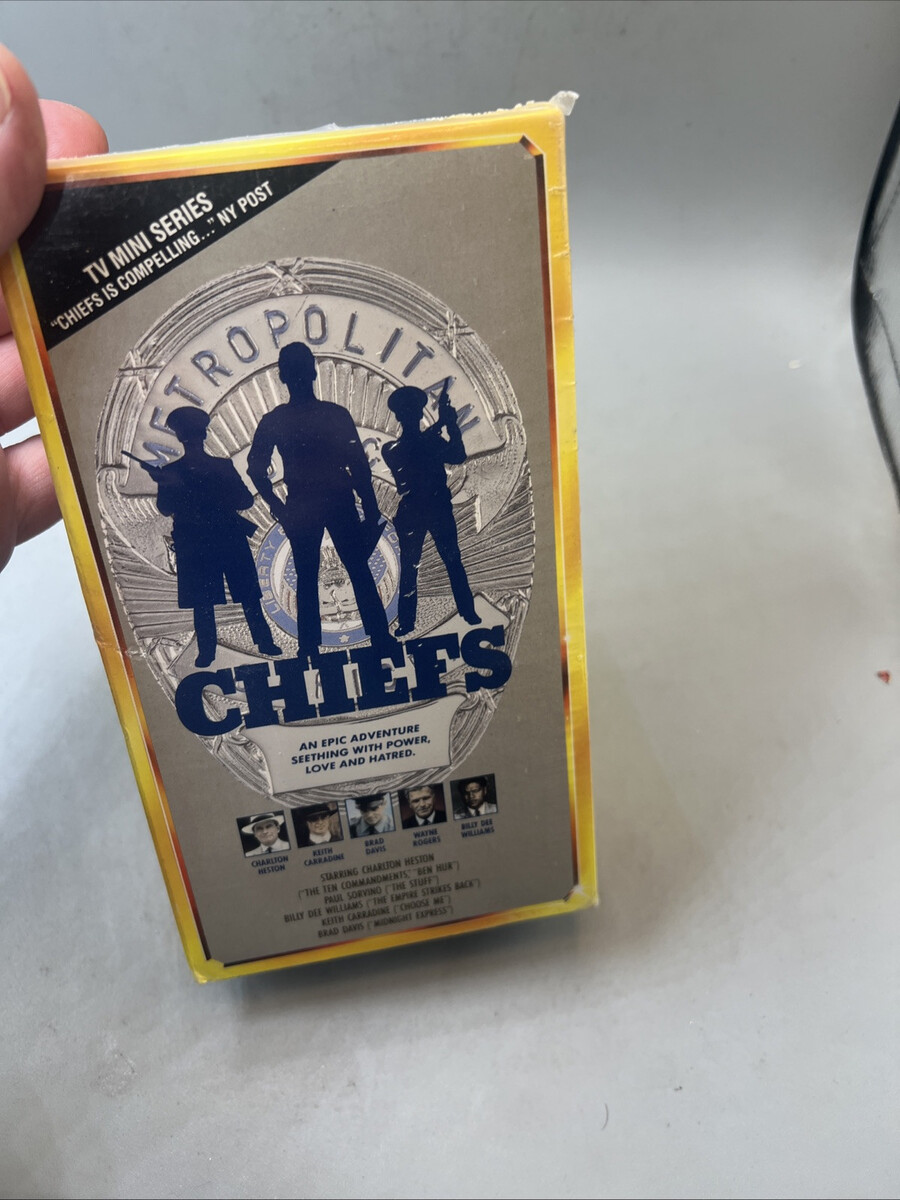 TV MINI SERIES
"CHIEFS IS COMPELLING..." NY POST
METROPOLITAN
LIBERTY
CHIEFS
AN EPIC ADVENTURE
SEETHING WITH POWER,
LOVE AND HATRED.
CHARLTON
HESTON
KEITH
CARRADINE
BRAD
DAVIS
WAYNE
ROGERS
BILLY DEE
WILLIAMS
STARRING CHARLTON HESTON
("THE TEN COMMANDMENTS," "BEN HUR")
PAUL SORVINO ("THE STUFF")
BILLY DEE WILLIAMS ("THE EMPIRE STRIKES BACK")
KEITH CARRADINE ("CHOOSE ME")
BRAD DAVIS ("MIDNIGHT EXPRESS")